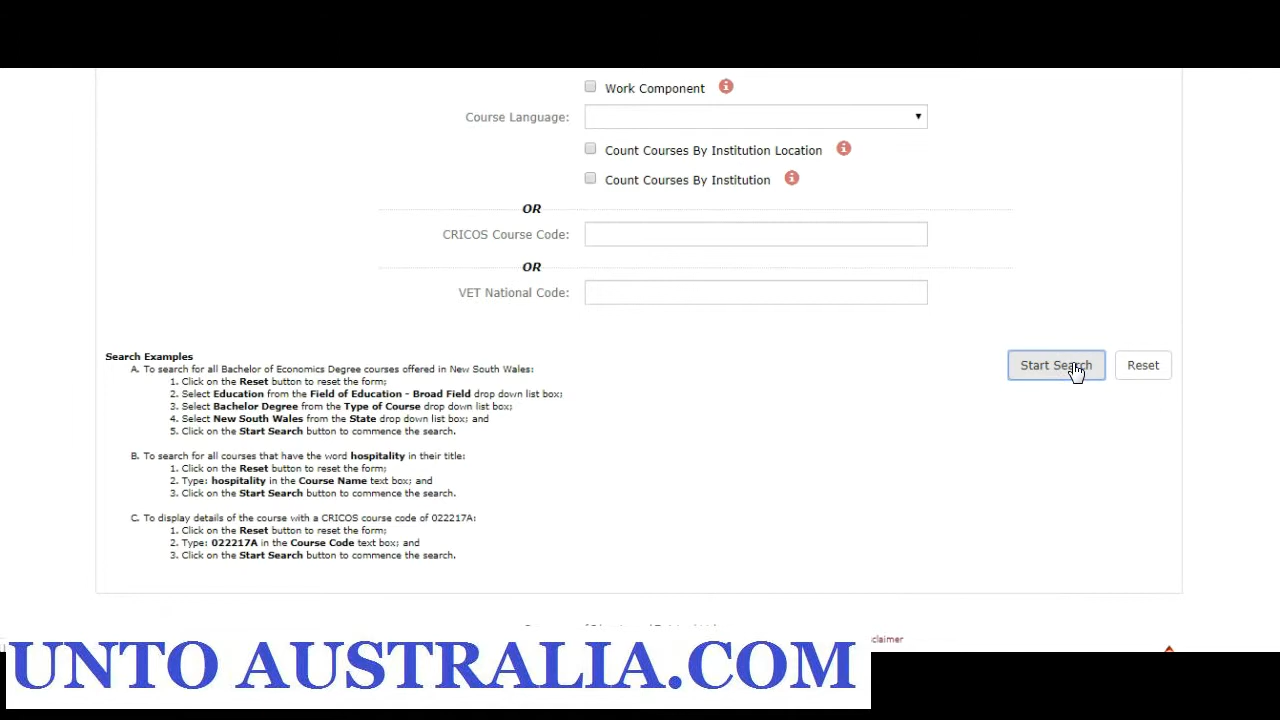 Work Component
Course Language:
Count Courses By Institution Location
Count Courses By Institution
OR
CRICOS Course Code:
OR
VET National Code:
Start Search Reset
Search Examples
A. To search for all Bachelor of Economics Degree courses offered in New South Wales:
1. Click on the Reset button to reset the form;
2. Select Education from the Field of Education - Broad Field drop down list box;
3. Select Bachelor Degree from the Type of Course drop down list box;
4. Select New South Wales from the State drop down list box; and
5. Click on the Start Search button to commence the search.
B. To search for all courses that have the word hospitality in their title:
1. Click on the Reset button to reset the form;
2. Type: hospitality in the Course Name text box; and
3. Click on the Start Search button to commence the search.
C. To display details of the course with a CRICOS course code of 022217A:
1. Click on the Reset button to reset the form;
2. Type: 022217A in the Course Code text box; and
3. Click on the Start Search button to commence the search.
claimer
UNTO AUSTRALIA.COM